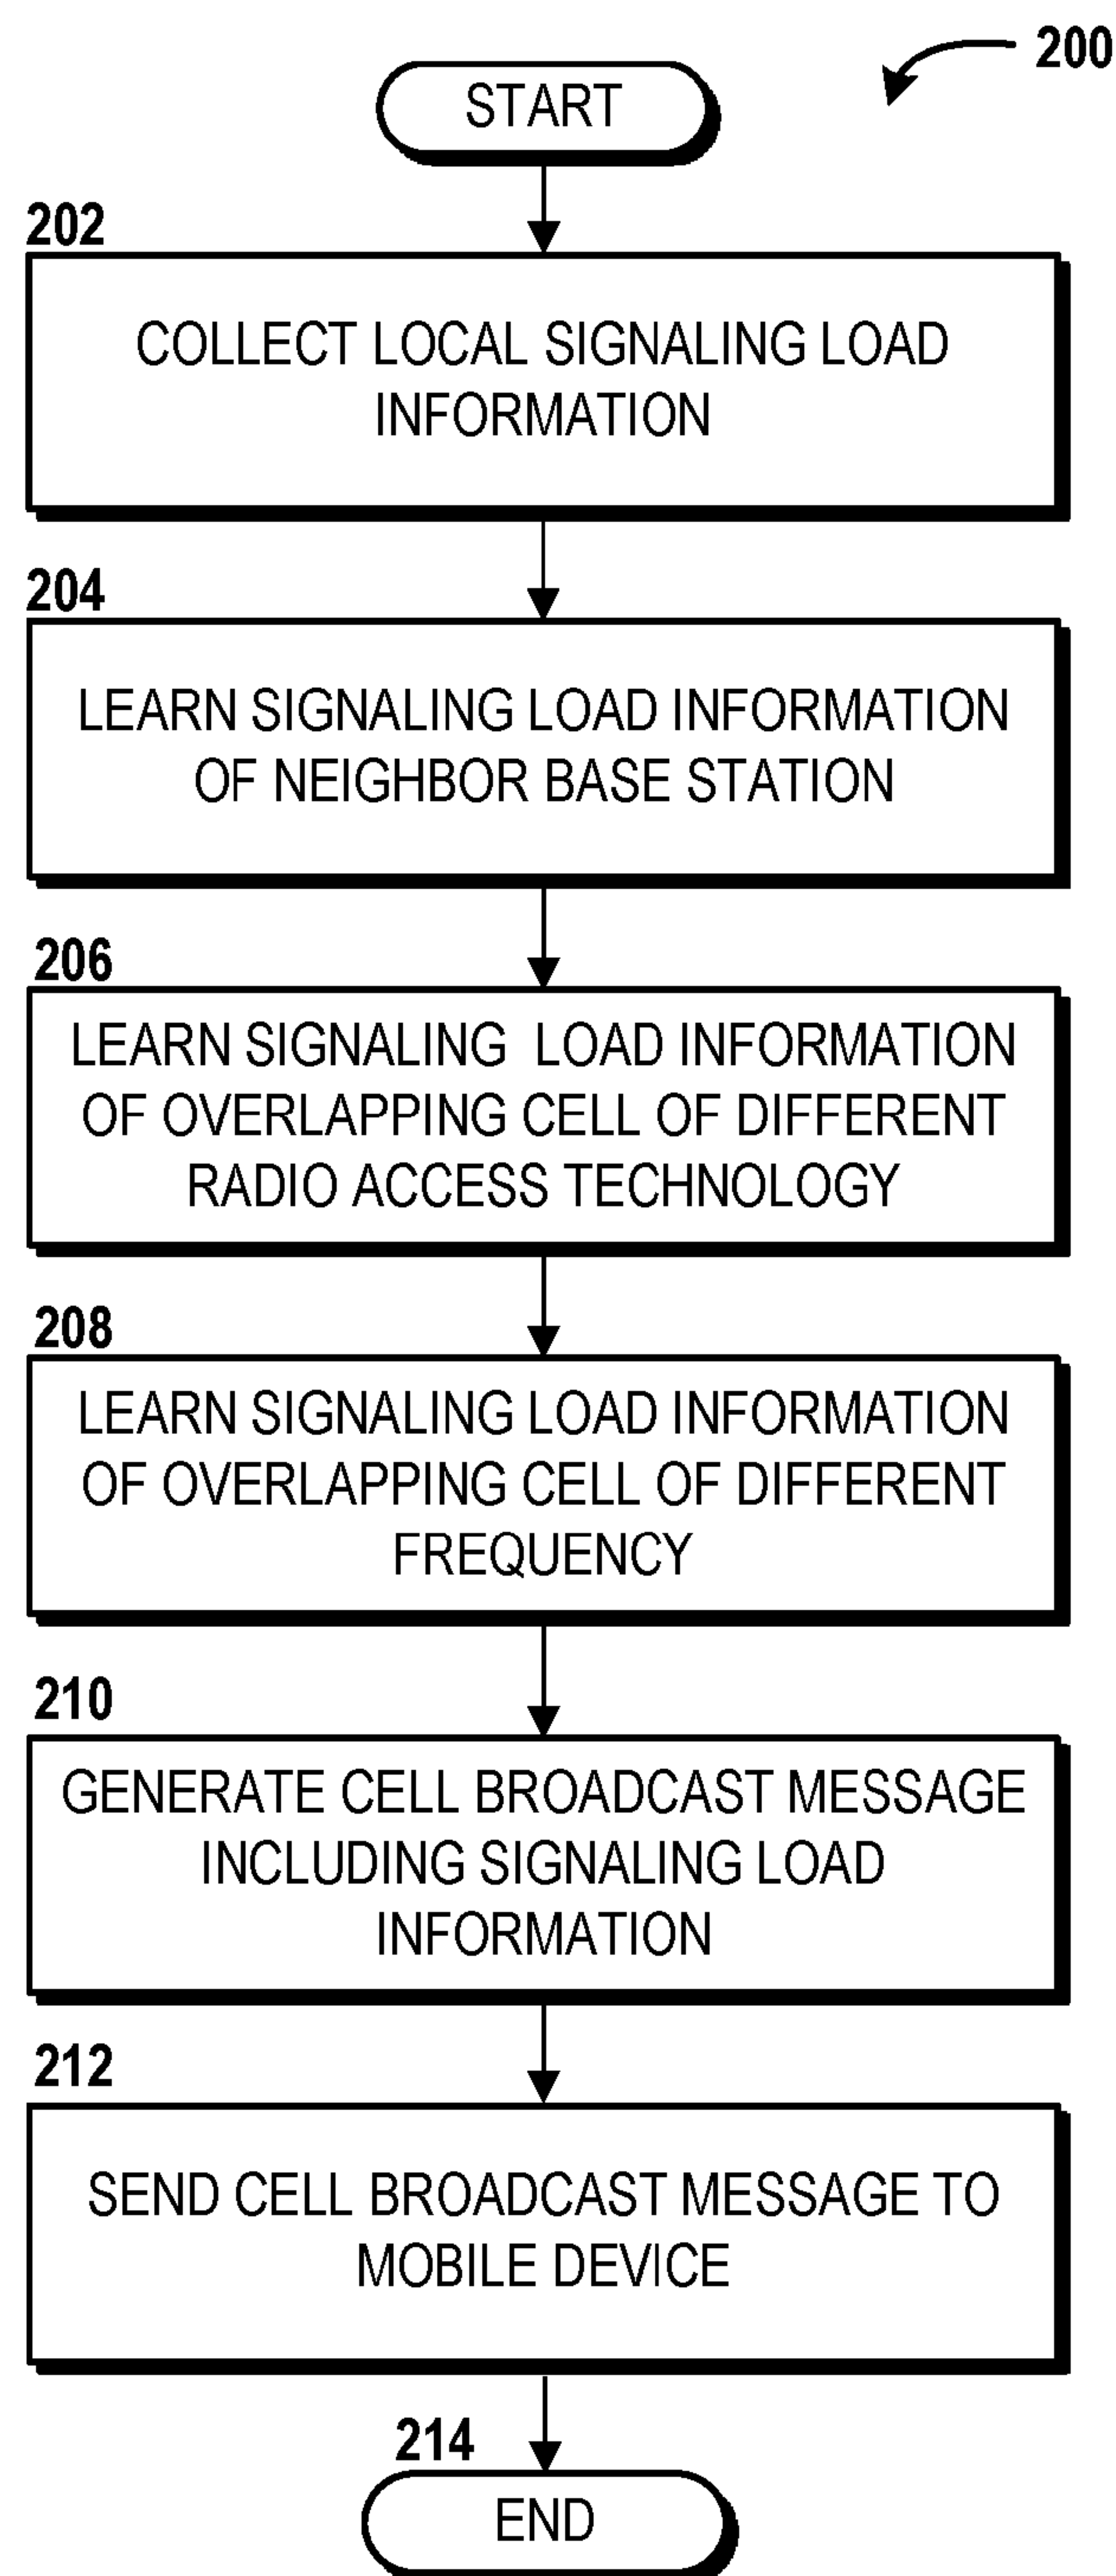 200
START
202
COLLECT LOCAL SIGNALING LOAD
INFORMATION
204
LEARN SIGNALING LOAD INFORMATION
OF NEIGHBOR BASE STATION
206
LEARN SIGNALING LOAD INFORMATION
OF OVERLAPPING CELL OF DIFFERENT
RADIO ACCESS TECHNOLOGY
208
LEARN SIGNALING LOAD INFORMATION
OF OVERLAPPING CELL OF DIFFERENT
FREQUENCY
210
GENERATE CELL BROADCAST MESSAGE
INCLUDING SIGNALING LOAD
INFORMATION
212
SEND CELL BROADCAST MESSAGE TO
MOBILE DEVICE
214
END